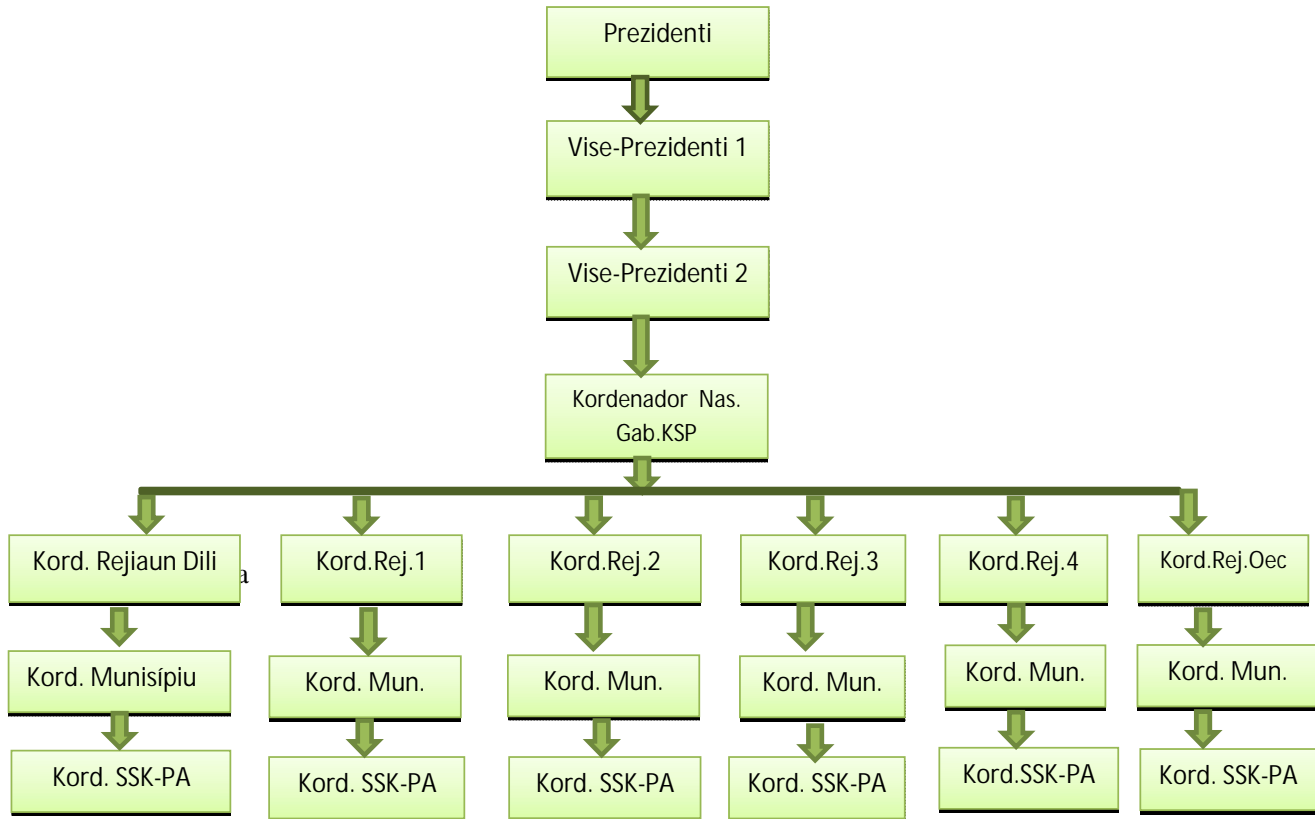 Prezidenti
Vise-Prezidenti 1
Vise-Prezidenti 2
Kordenador Nas.
Gab.KSP
Kord. Rejiaun Dili
Kord.Rej.1
Kord.Rej.2
Kord.Rej.3
Kord.Rej.4
Kord.Rej.Oec
a
Kord. Munisípiu
Kord. Mun.
Kord. Mun.
Kord. Mun.
Kord. Mun.
Kord. Mun.
Kord. SSK-PA
Kord. SSK-PA
Kord. SSK-PA
Kord. SSK-PA
Kord.SSK-PA
Kord. SSK-PA